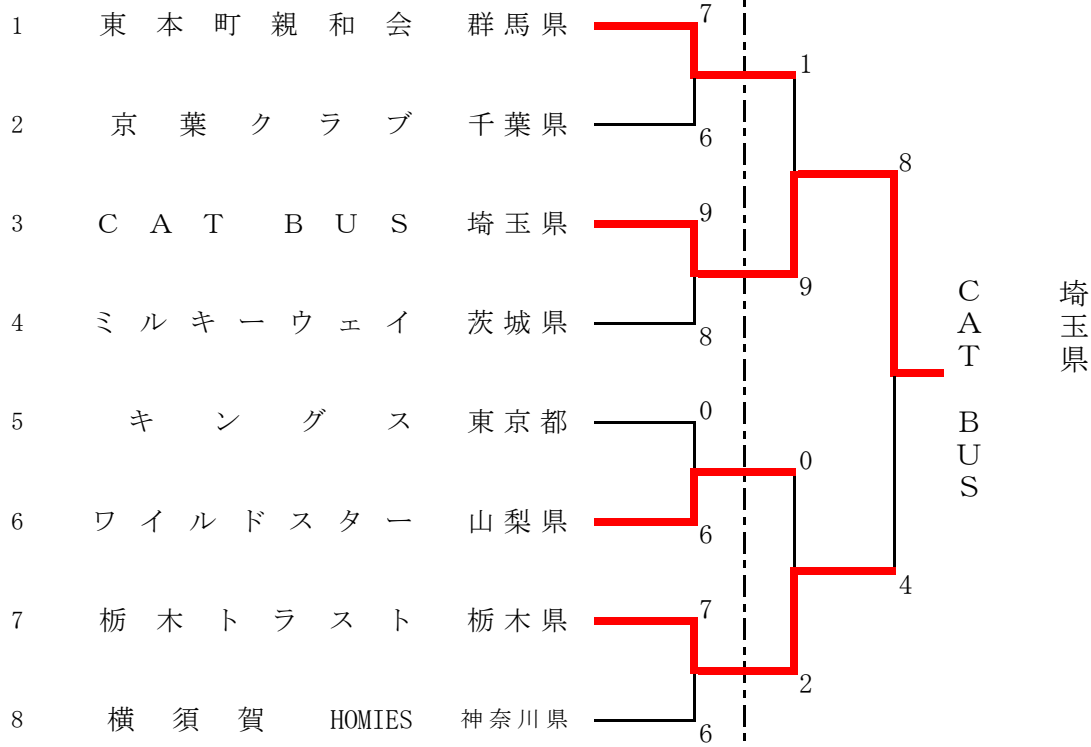 1 東本町親和会 群馬県 7
1
2 京葉クラブ 千葉県 6
8
3 CAT BUS 埼玉県 9
9
4 ミルキーウェイ 茨城県 8
CAT BUS 埼玉県
5 キングス 東京都 0
0
6 ワイルドスター 山梨県 6
4
7 栃木トラスト 栃木県 7
2
8 横須賀 HOMIES 神奈川県 6